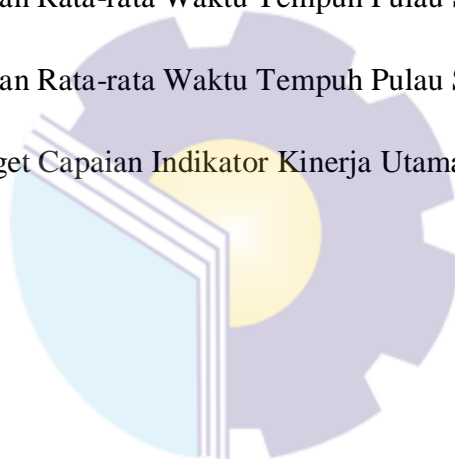 an Rata-rata Waktu Tempuh Pulau S
an Rata-rata Waktu Tempuh Pulau S
get Capaian Indikator Kinerja Utama